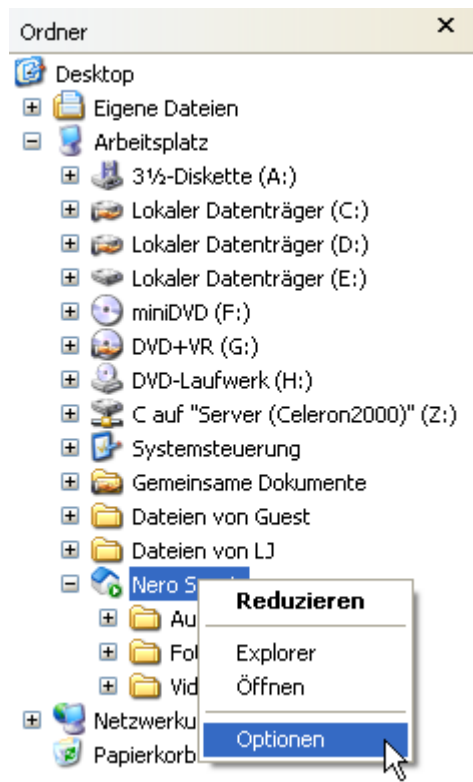 Ordner
Desktop
Eigene Dateien
Arbeitsplatz
3½-Diskette (A:)
Lokaler Datenträger (C:)
Lokaler Datenträger (D:)
Lokaler Datenträger (E:)
miniDVD (F:)
DVD+VR (G:)
DVD-Laufwerk (H:)
C auf "Server (Celeron2000)" (Z:)
Systemsteuerung
Gemeinsame Dokumente
Dateien von Guest
Dateien von LJ
Nero
Reduzieren
Explorer
Öffnen
Optionen
Papierkorb